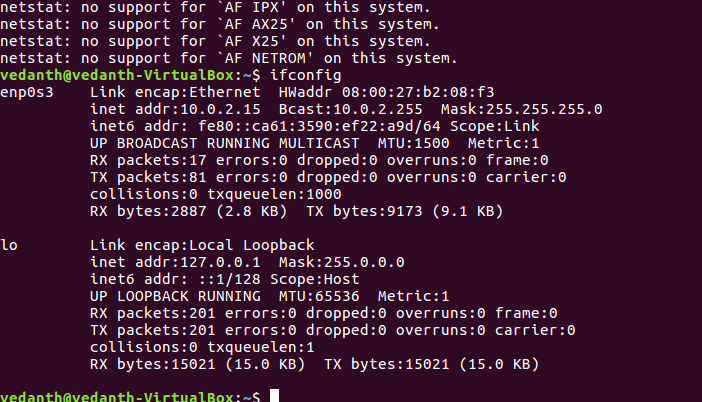 netstat: no support for `AF IPX' on this system.
netstat: no support for `AF AX25' on this system.
netstat: no support for `AF X25' on this system.
netstat: no support for `AF NETROM' on this system.
vedanth@vedanth-VirtualBox:~$ ifconfig
enp0s3    Link encap:Ethernet  HWaddr 08:00:27:b2:08:f3
          inet addr:10.0.2.15  Bcast:10.0.2.255  Mask:255.255.255.0
          inet6 addr: fe80::ca61:3590:ef22:a9d/64 Scope:Link
          UP BROADCAST RUNNING MULTICAST  MTU:1500  Metric:1
          RX packets:17 errors:0 dropped:0 overruns:0 frame:0
          TX packets:81 errors:0 dropped:0 overruns:0 carrier:0
          collisions:0 txqueuelen:1000
          RX bytes:2887 (2.8 KB)  TX bytes:9173 (9.1 KB)

lo        Link encap:Local Loopback
          inet addr:127.0.0.1  Mask:255.0.0.0
          inet6 addr: ::1/128 Scope:Host
          UP LOOPBACK RUNNING  MTU:65536  Metric:1
          RX packets:201 errors:0 dropped:0 overruns:0 frame:0
          TX packets:201 errors:0 dropped:0 overruns:0 carrier:0
          collisions:0 txqueuelen:1
          RX bytes:15021 (15.0 KB)  TX bytes:15021 (15.0 KB)

vedanth@vedanth-VirtualBox:~$